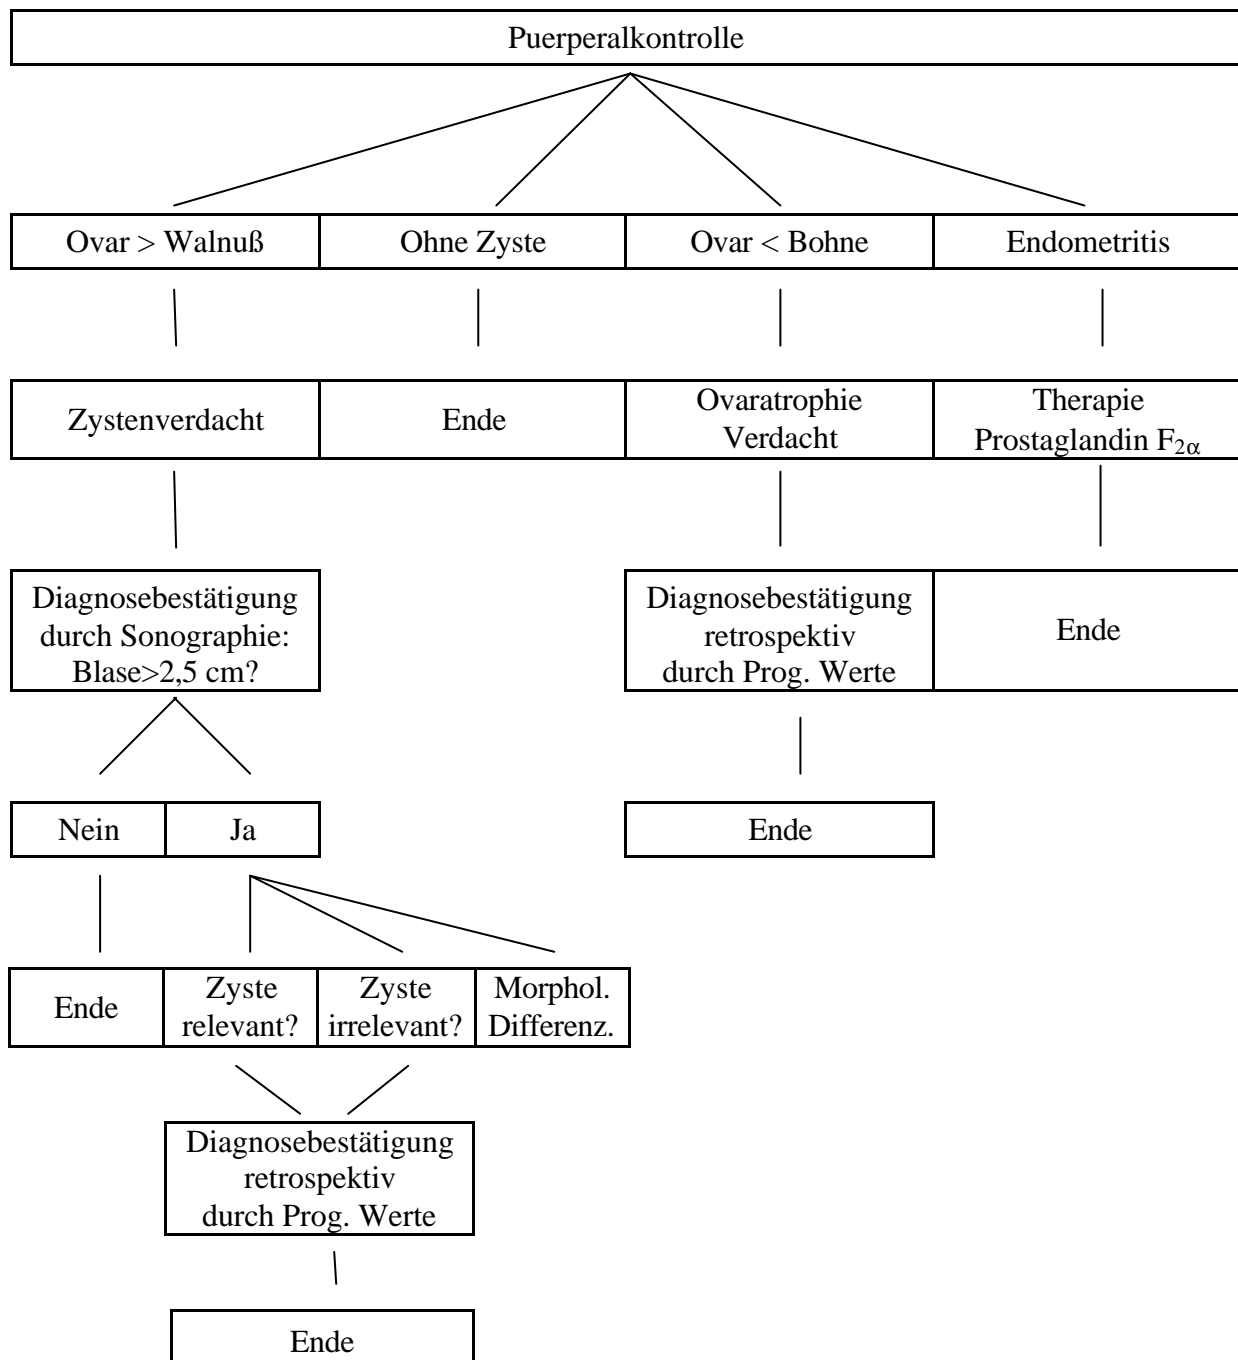 Puerperalkontrolle
Ovar > Walnuß
Ohne Zyste
Ovar < Bohne
Endometritis
Zystenverdacht
Ende
Ovaratrophie
Verdacht
Therapie
Prostaglandin F2α
Diagnosebestätigung
durch Sonographie:
Blase>2,5 cm?
Diagnosebestätigung
retrospektiv
durch Prog. Werte
Ende
Nein
Ja
Ende
Ende
Zyste
relevant?
Zyste
irrelevant?
Morphol.
Differenz.
Diagnosebestätigung
retrospektiv
durch Prog. Werte
Ende